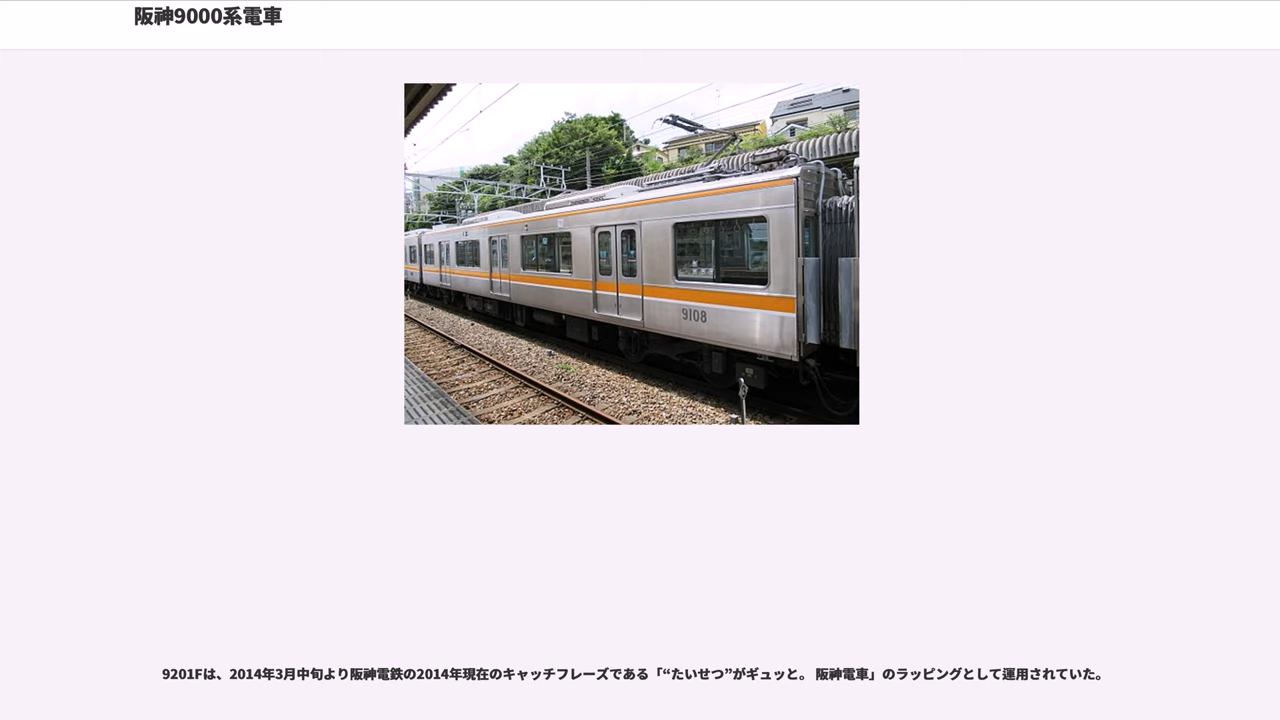 阪神9000系電車
9108
9201Fは、2014年3月中旬より阪神電鉄の2014年現在のキャッチフレーズである「“たいせつ”がギュッと。 阪神電車」のラッピングとして運用されていた。